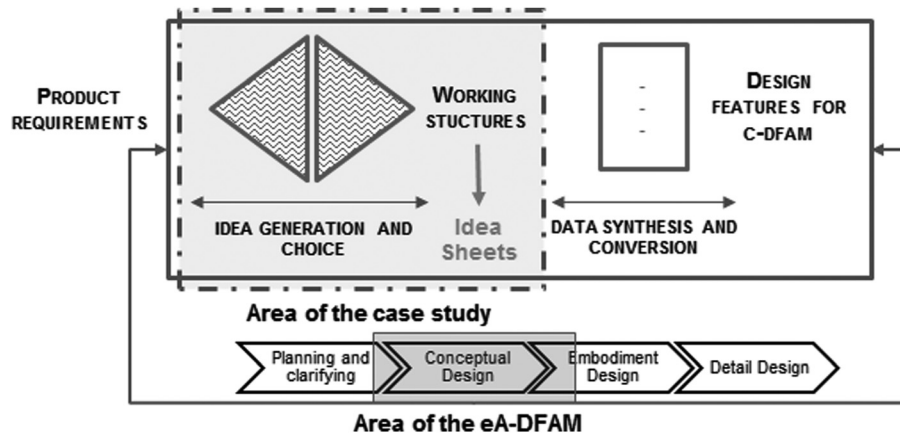 PRODUCT
REQUIREMENTS
WORKING
STUCTURES
DESIGN
FEATURES FOR
C-DFAM
IDEA GENERATION AND
CHOICE
Idea
Sheets
DATA SYNTHESIS AND
CONVERSION
Area of the case study
Planning and
clarifying
Conceptual
Design
Embodiment
Design
Detail Design
Area of the eA-DFAM